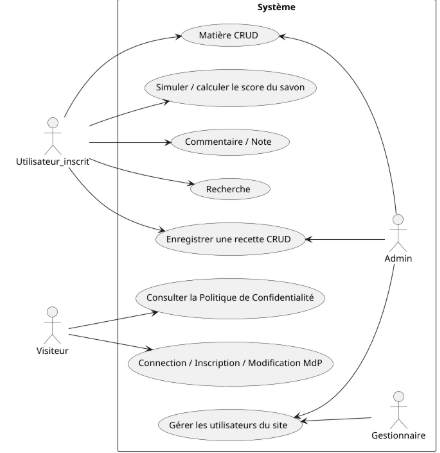 Système
Matière CRUD
Simuler / calculer le score du savon
Utilisateur_inscrit
Commentaire / Note
Recherche
Enregistrer une recette CRUD
Admin
Consulter la Politique de Confidentialité
Visiteur
Connection / Inscription / Modification MdP
Gérer les utilisateurs du site
Gestionnaire